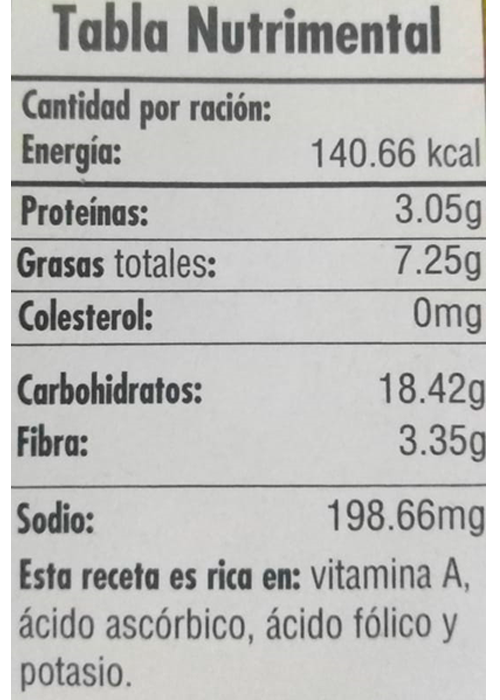 Tabla Nutrimental
Cantidad por ración:
Energía: 140.66 kcal
Proteínas: 3.05g
Grasas totales: 7.25g
Colesterol: 0mg
Carbohidratos: 18.42g
Fibra: 3.35g
Sodio: 198.66mg
Esta receta es rica en: vitamina A,
ácido ascórbico, ácido fólico y
potasio.